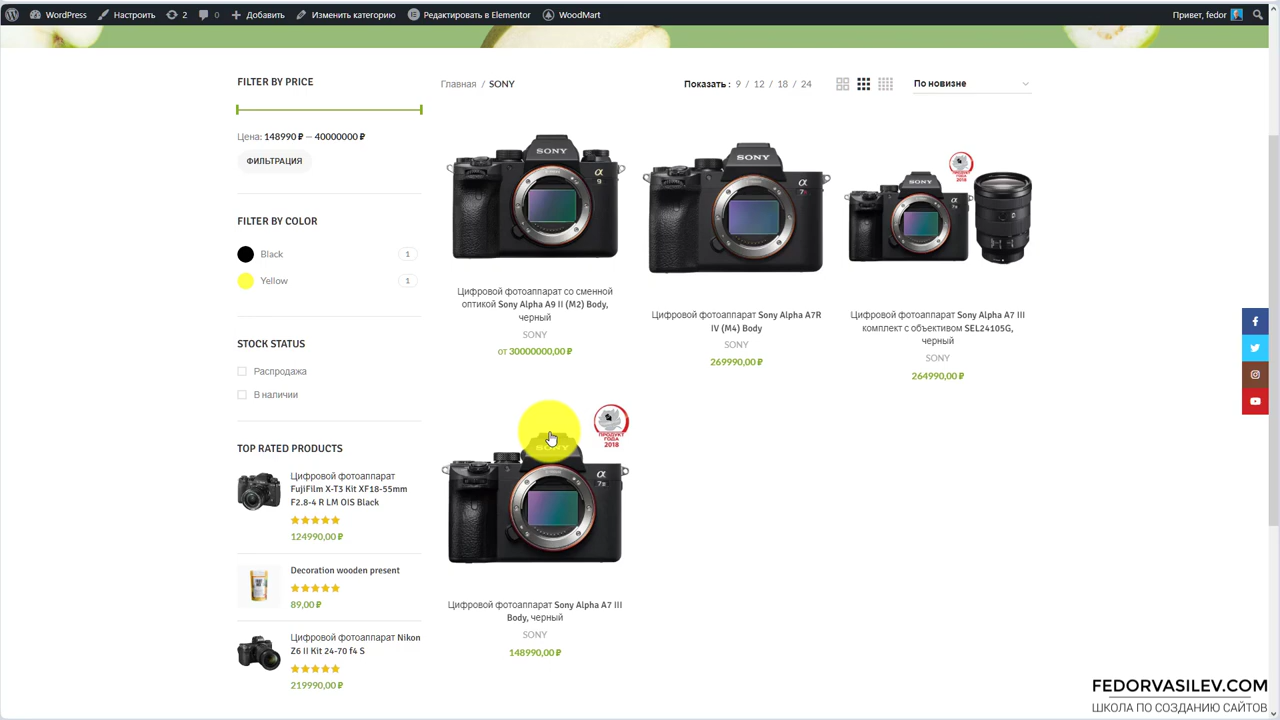 WordPress
Настроить
2
0
Добавить
Изменить категорию
Редактировать в Elementor
WoodMart
Привет, fedor
FILTER BY PRICE
Цена: 148990 ₽ — 40000000 ₽
ФИЛЬТРАЦИЯ
FILTER BY COLOR
Black 1
Yellow 1
STOCK STATUS
Распродажа
В наличии
TOP RATED PRODUCTS
Цифровой фотоаппарат
FujiFilm X-T3 Kit XF18-55mm
F2.8-4 R LM OIS Black
124990,00 ₽
Decoration wooden present
89,00 ₽
Цифровой фотоаппарат Nikon
Z6 II Kit 24-70 f4 S
219990,00 ₽
Главная / SONY
Показать : 9 / 12 / 18 / 24
По новизне
SONY
α
9
Цифровой фотоаппарат со сменной
оптикой Sony Alpha A9 II (M2) Body,
черный
SONY
от 30000000,00 ₽
SONY
α
Цифровой фотоаппарат Sony Alpha A7R
IV (M4) Body
SONY
269990,00 ₽
SONY
α
Цифровой фотоаппарат Sony Alpha A7 III
комплект с объективом SEL24105G,
черный
SONY
264990,00 ₽
ПРОДУКТ
ГОДА
2018
SONY
α
Цифровой фотоаппарат Sony Alpha A7 III
Body, черный
SONY
148990,00 ₽
FEDORVASILEV.COM
ШКОЛА ПО СОЗДАНИЮ САЙТОВ